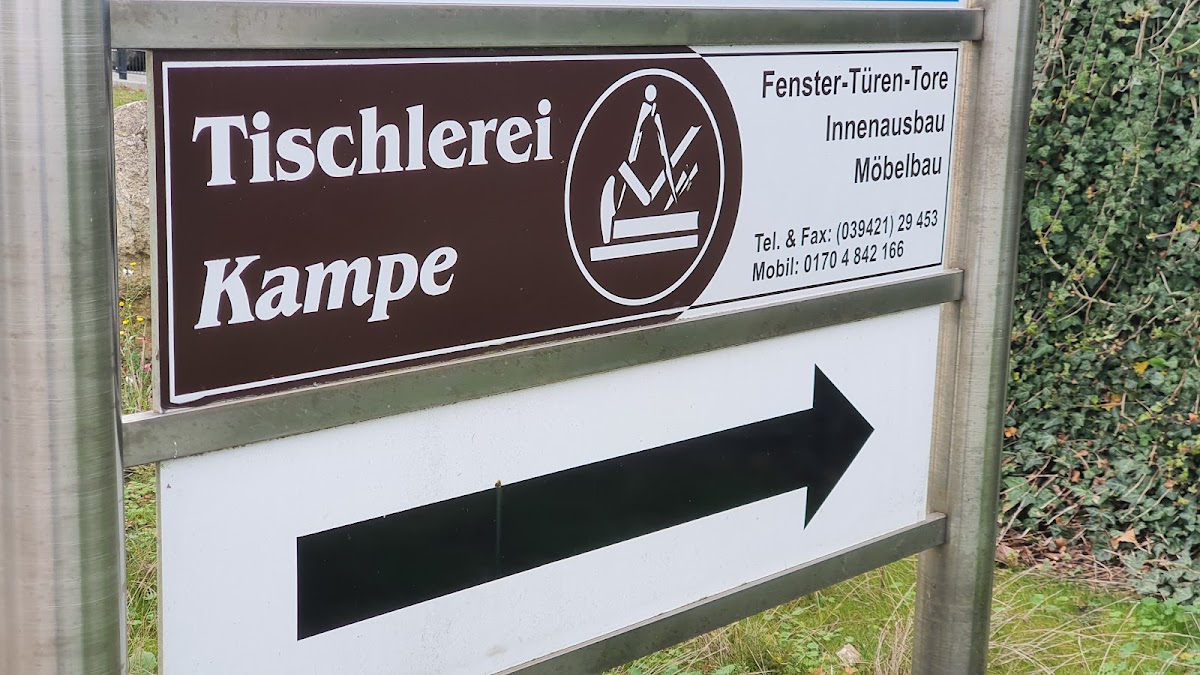 Tischlerei
Kampe
Fenster-Türen-Tore
Innenausbau
Möbelbau
Tel. & Fax: (039421) 29 453
Mobil: 0170 4 842 166